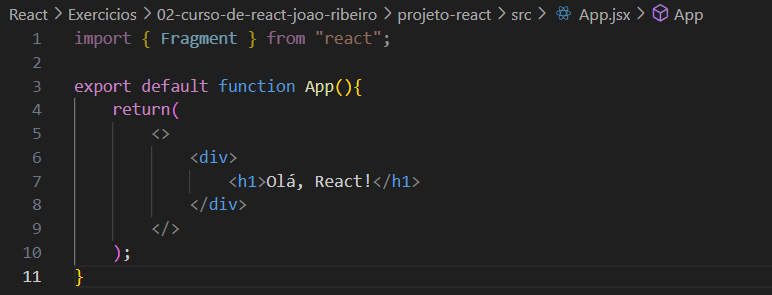 React > Exercicios > 02-curso-de-react-joao-ribeiro > projeto-react > src > App.jsx > App
1 import { Fragment } from "react";
2
3 export default function App(){
4     return(
5         <>
6             <div>
7                 <h1>Olá, React!</h1>
8             </div>
9         </>
10     );
11 }